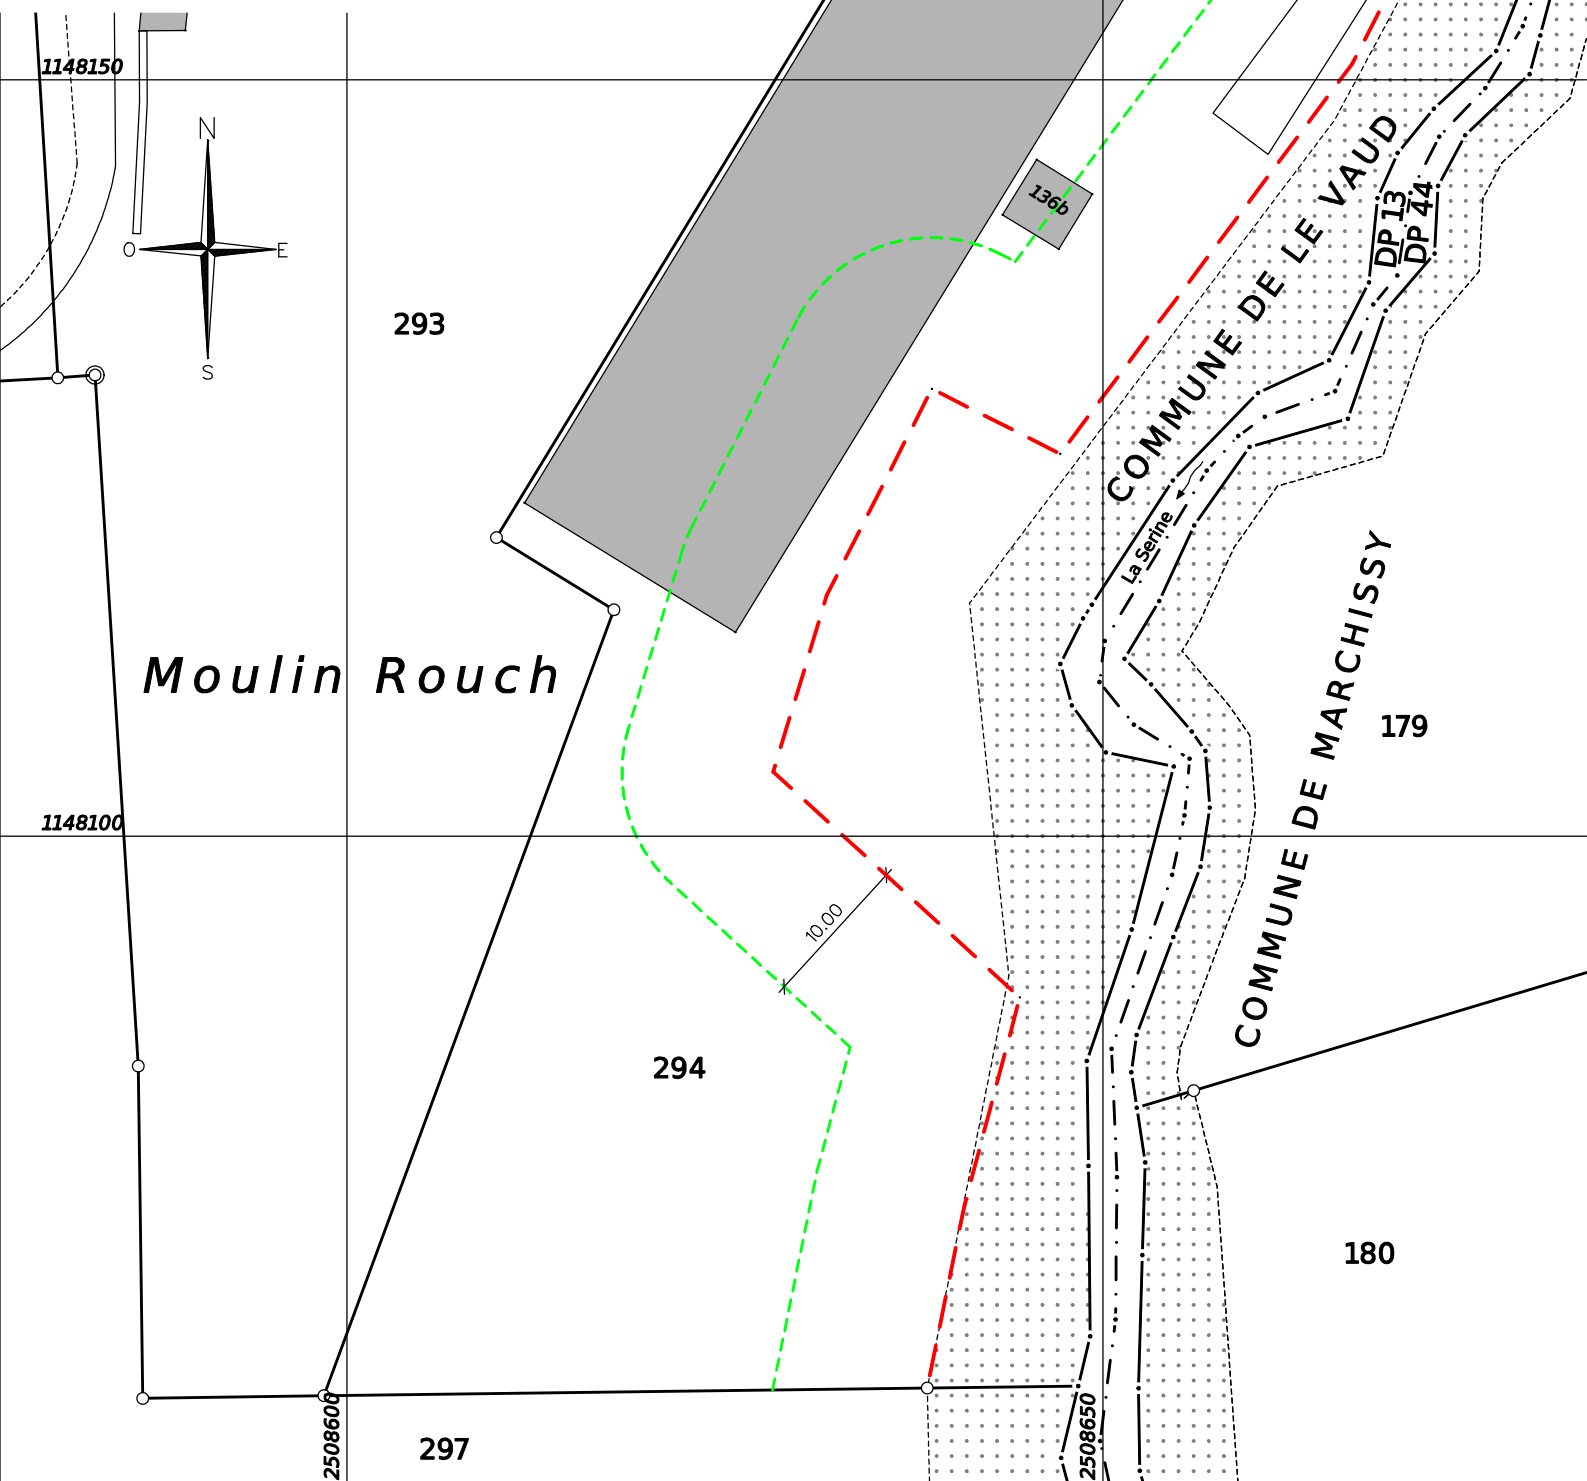 1148150
N
O
E
S
293
136b
COMMUNE DE LE VAUD
DP 13
DP 44
La Serine
Moulin Rouch
COMMUNE DE MARCHISSY
179
1148100
10.00
294
180
2508600
2508650
297